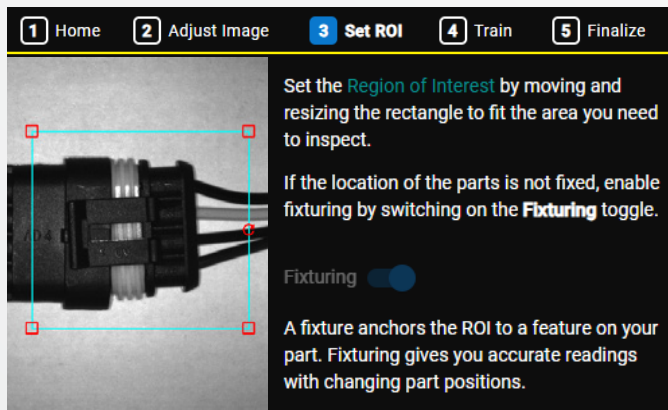 1 Home 2 Adjust Image 3 Set ROI 4 Train 5 Finalize
Set the Region of Interest by moving and
resizing the rectangle to fit the area you need
to inspect.
If the location of the parts is not fixed, enable
fixturing by switching on the Fixturing toggle.
Fixturing
A fixture anchors the ROI to a feature on your
part. Fixturing gives you accurate readings
with changing part positions.